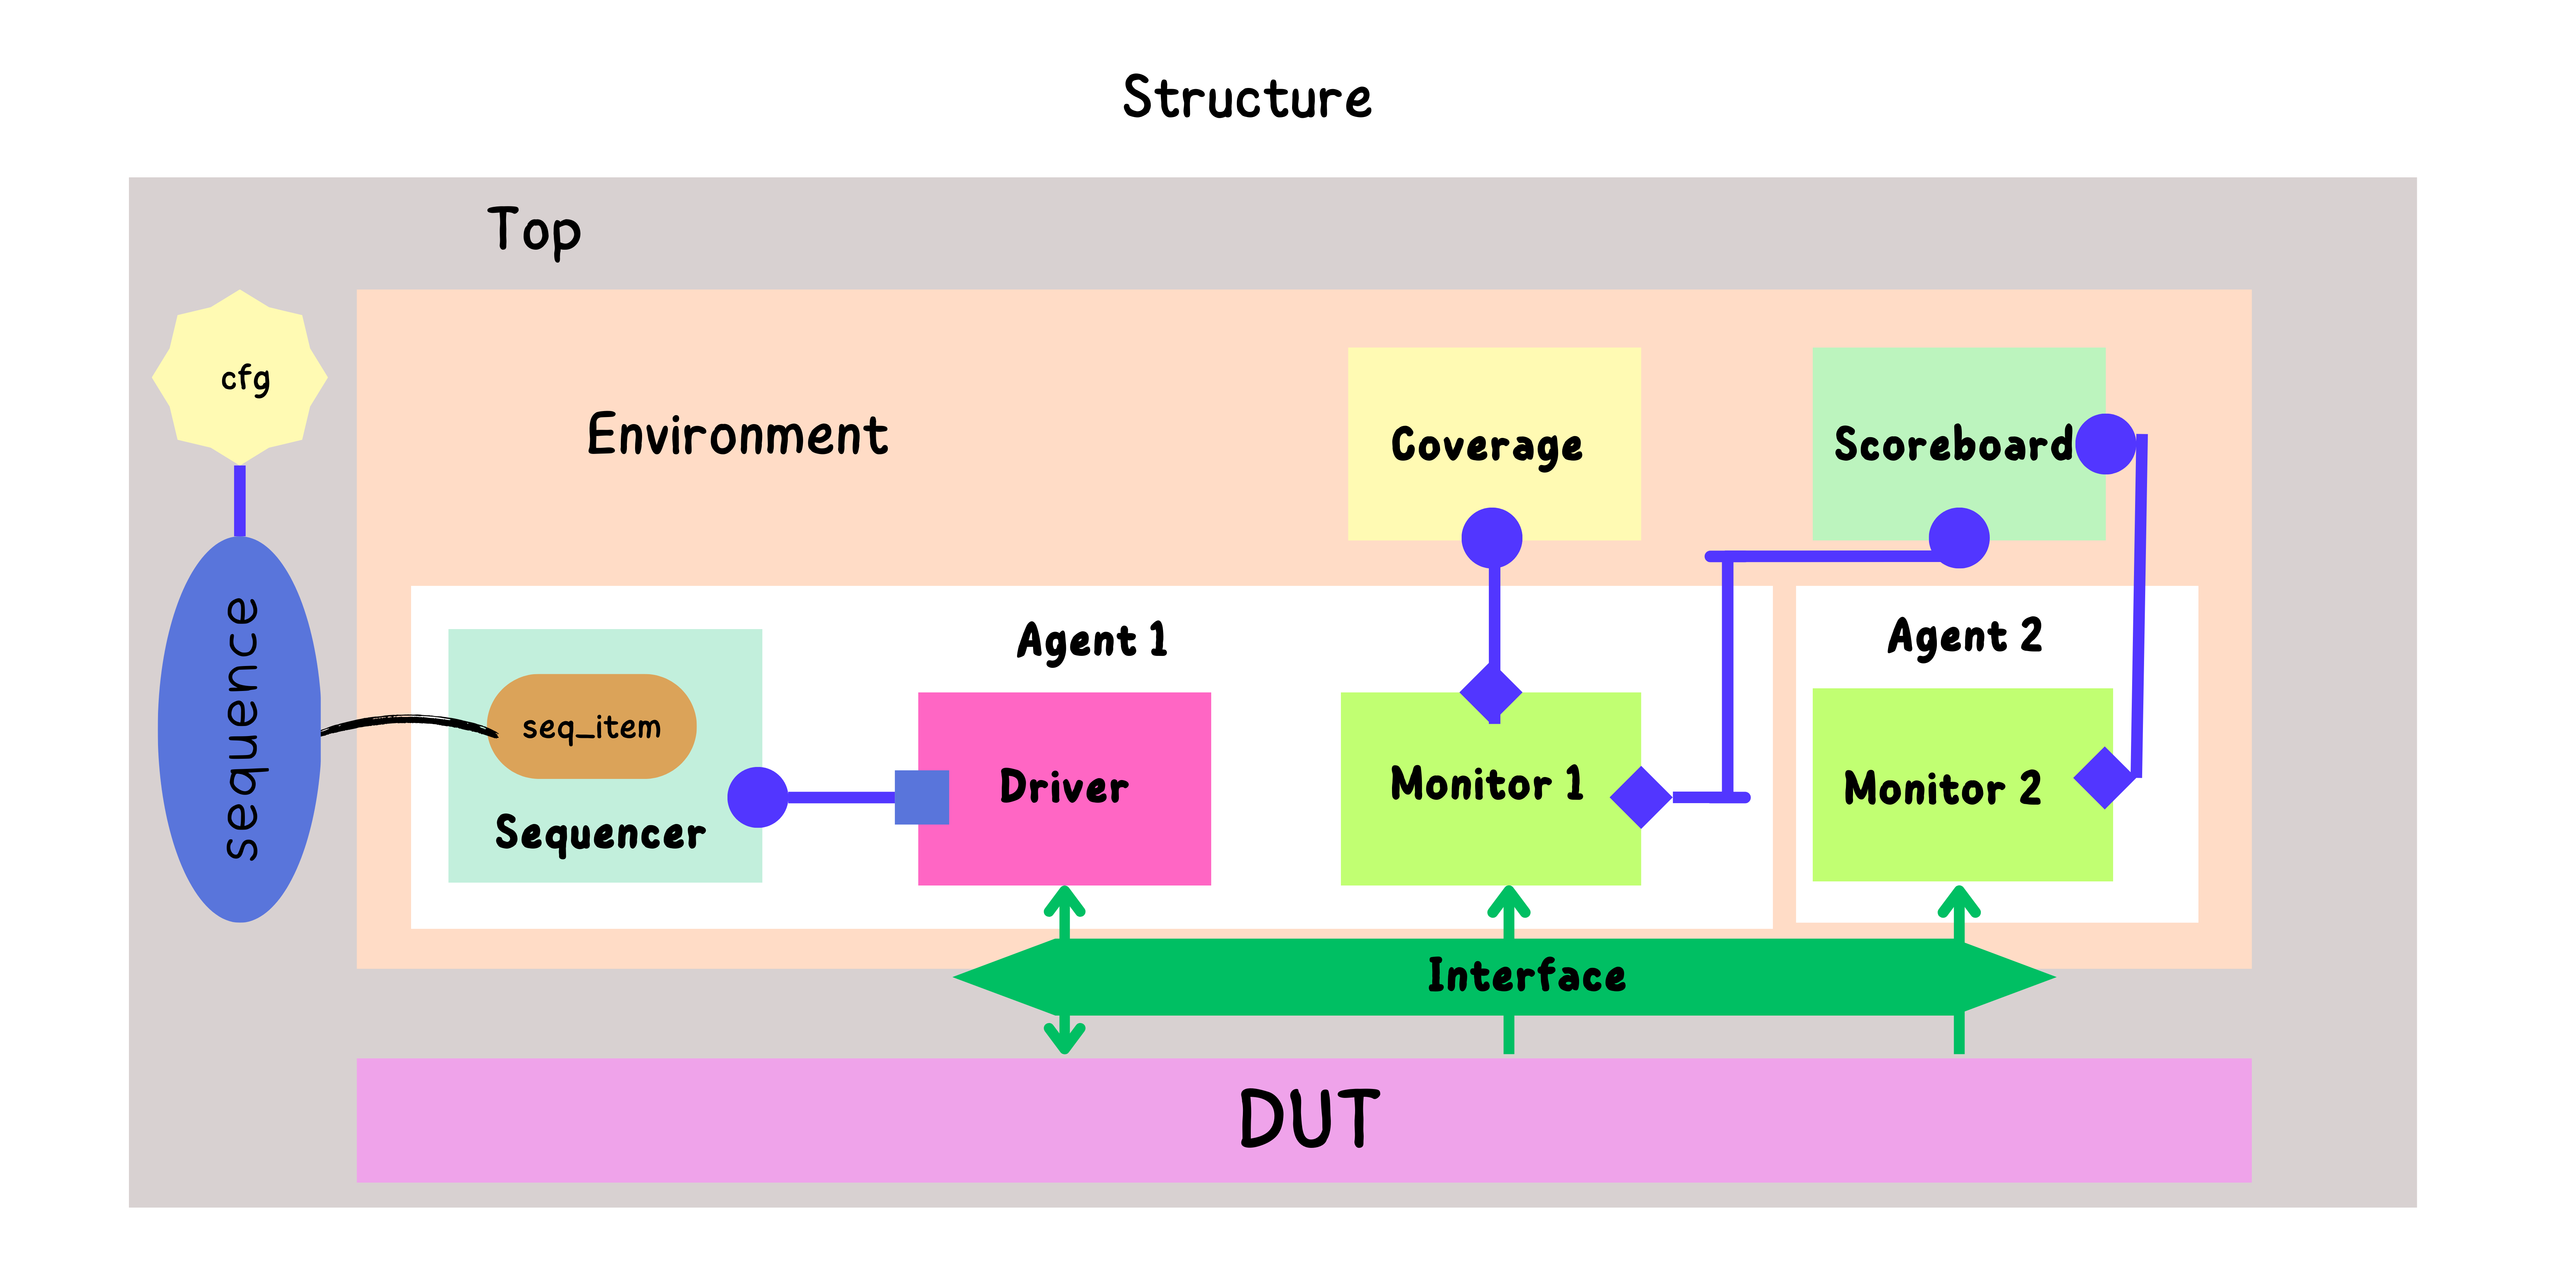 Structure
Top
cfg
Environment
Coverage
Scoreboard
sequence
Agent 1
Agent 2
seq_item
Sequencer
Driver
Monitor 1
Monitor 2
Interface
DUT